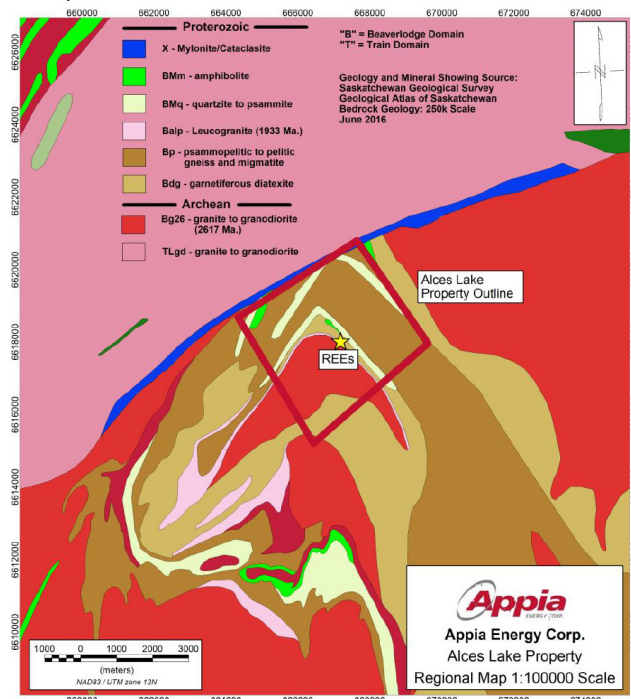 660000 662000 664000 666000 668000 670000 672000 674000
6626000
6624000
6622000
6620000
6618000
6616000
6614000
6612000
6610000
Proterozoic
X - Mylonite/Cataclasite
BMm - amphibolite
BMq - quartzite to psammite
Balp - Leucogranite (1933 Ma.)
Bp - psammopelitic to pelitic
gneiss and migmatite
Bdg - garnetiferous diatexite
Archean
Bg26 - granite to granodiorite
(2617 Ma.)
TLgd - granite to granodiorite
"B" = Beaverlodge Domain
"T" = Train Domain
Geology and Mineral Showing Source:
Saskatchewan Geological Survey
Geological Atlas of Saskatchewan
Bedrock Geology: 250k Scale
June 2016
N
Alces Lake
Property Outline
REEs
1000 0 1000 2000 3000
(meters)
NAD83 / UTM zone 12N
Appia
ENERGY CORP.
Appia Energy Corp.
Alces Lake Property
Regional Map 1:100000 Scale